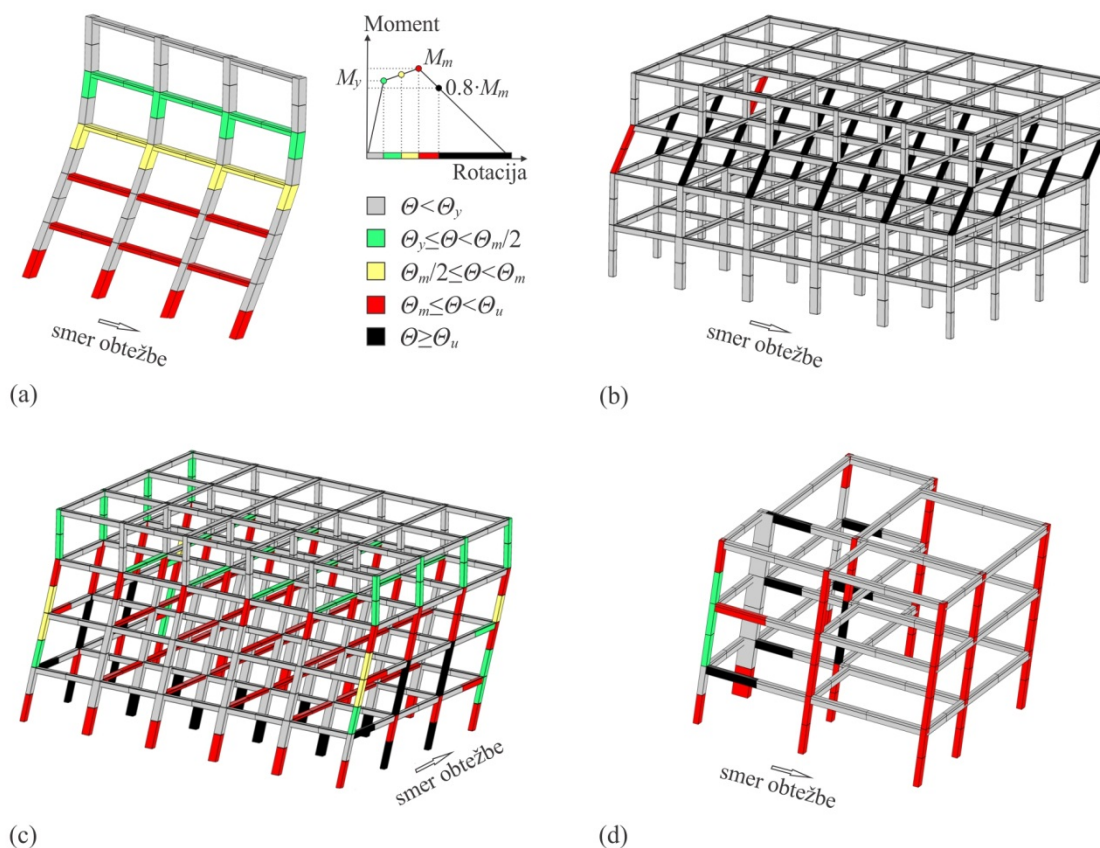 Moment
M_m
M_y
0.8·M_m
Rotacija
Θ<Θ_y
Θ_y≤Θ<Θ_m/2
Θ_m/2≤Θ<Θ_m
Θ_m≤Θ<Θ_u
Θ≥Θ_u
smer obtežbe
smer obtežbe
(a)
(b)
smer obtežbe
smer obtežbe
(c)
(d)